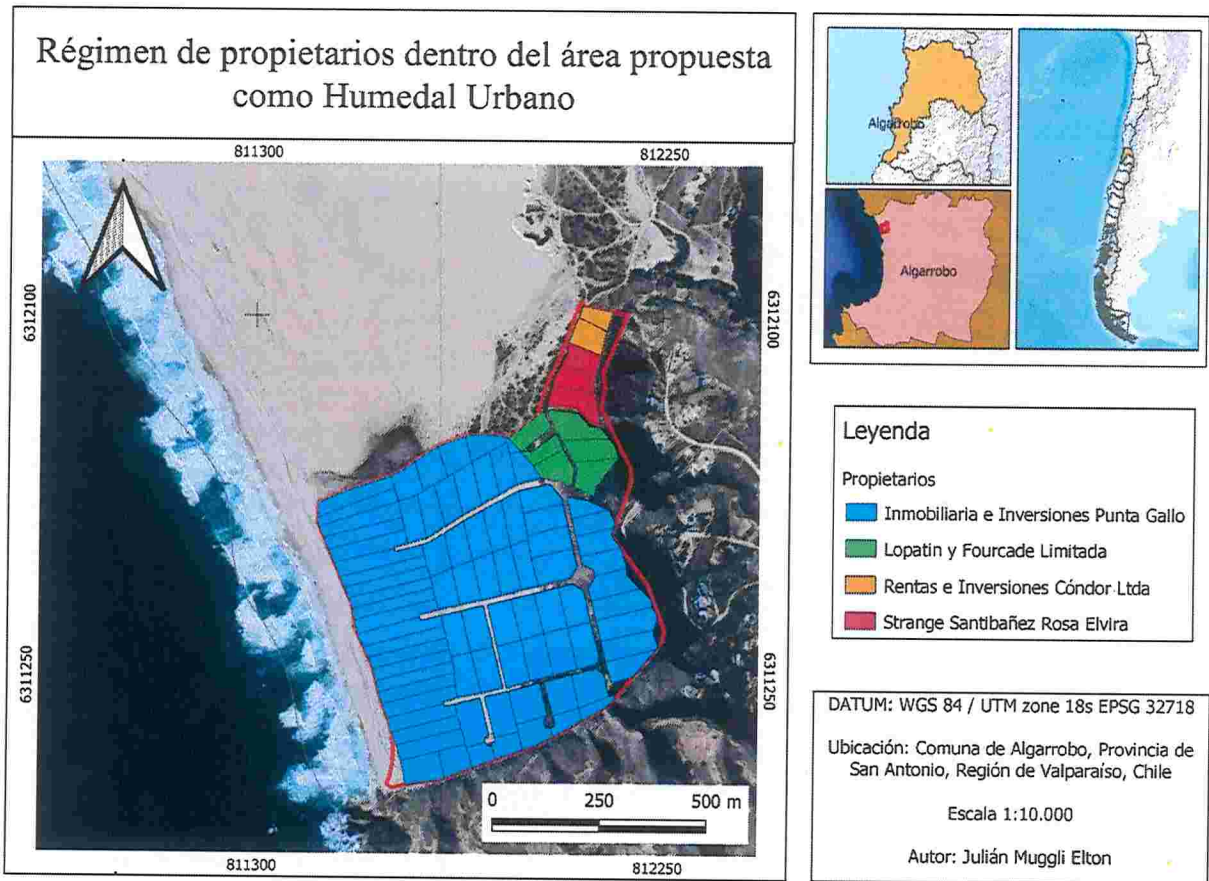 Régimen de propietarios dentro del área propuesta
como Humedal Urbano
811300
812250
6312100
6312100
6311250
6311250
0 250 500 m
811300
812250
Algarrobo
Algarrobo
Leyenda
Propietarios
Inmobiliaria e Inversiones Punta Gallo
Lopatin y Fourcade Limitada
Rentas e Inversiones Cóndor Ltda
Strange Santibañez Rosa Elvira
DATUM: WGS 84 / UTM zone 18s EPSG 32718
Ubicación: Comuna de Algarrobo, Provincia de
San Antonio, Región de Valparaíso, Chile
Escala 1:10.000
Autor: Julián Muggli Elton